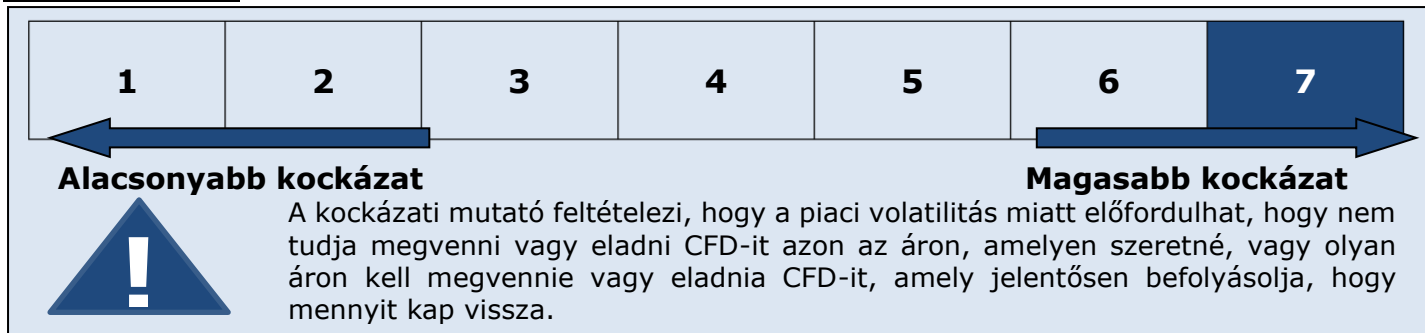 1 2 3 4 5 6 7
Alacsonyabb kockázat Magasabb kockázat
!
A kockázati mutató feltételezi, hogy a piaci volatilitás miatt előfordulhat, hogy nem
tudja megvenni vagy eladni CFD-it azon az áron, amelyen szeretné, vagy olyan
áron kell megvennie vagy eladnia CFD-it, amely jelentősen befolyásolja, hogy
mennyit kap vissza.